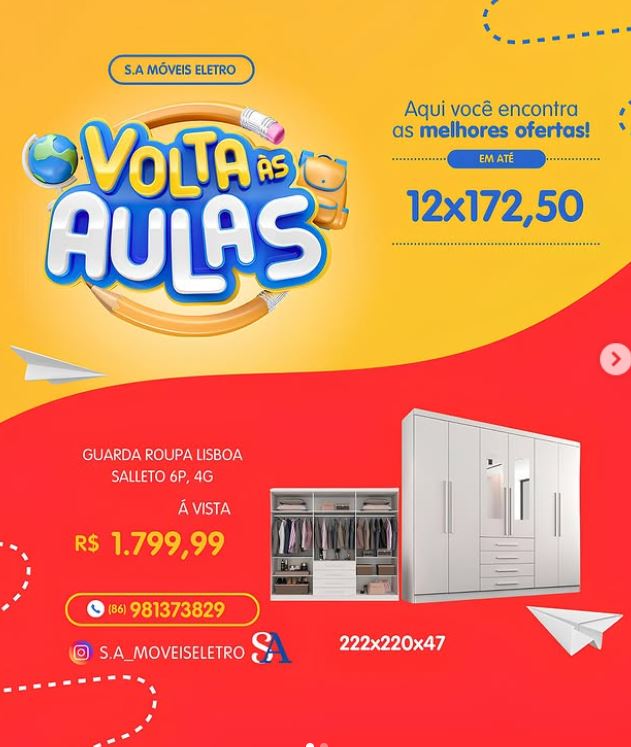 S.A MÓVEIS ELETRO
VOLTA ÀS
AULAS
Aqui você encontra
as melhores ofertas!
EM ATÉ
12x172,50
GUARDA ROUPA LISBOA
SALLETO 6P, 4G
Á VISTA
R$ 1.799,99
(86) 981373829
S.A_MOVEISELETRO
SA
222x220x47